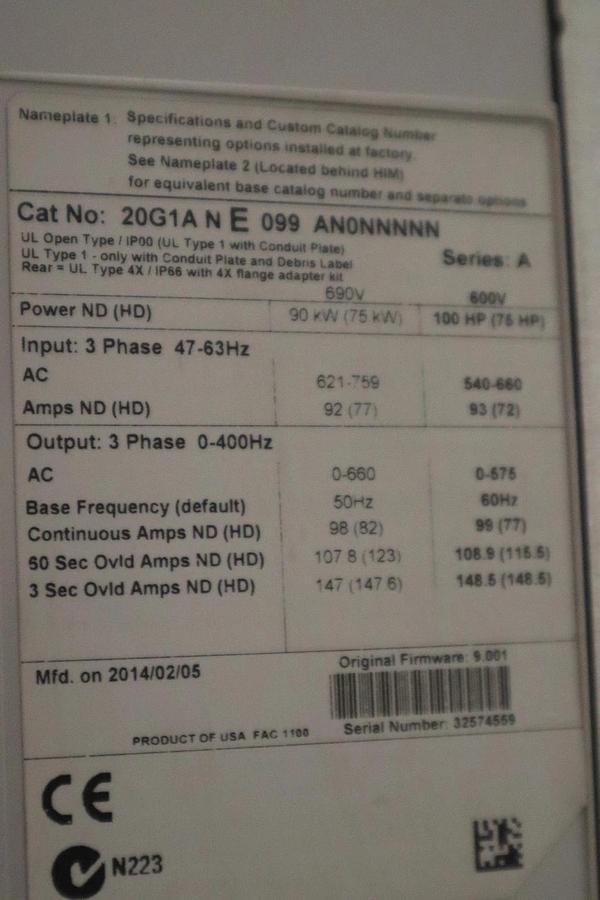 Nameplate 1: Specifications and Custom Catalog Number
representing options installed at factory.
See Nameplate 2 (Located behind HIM)
for equivalent base catalog number and separate options
Cat No: 20G1A N E 099 AN0NNNNN
UL Open Type / IP00 (UL Type 1 with Conduit Plate)
UL Type 1 - only with Conduit Plate and Debris Label
Series: A
Rear = UL Type 4X / IP66 with 4X flange adapter kit
690V 600V
Power ND (HD) 90 kW (75 kW) 100 HP (75 HP)
Input: 3 Phase 47-63Hz
AC 621-759 540-660
Amps ND (HD) 92 (77) 93 (72)
Output: 3 Phase 0-400Hz
AC 0-660 0-575
Base Frequency (default) 50Hz 60Hz
Continuous Amps ND (HD) 98 (82) 99 (77)
60 Sec Ovld Amps ND (HD) 107 8 (123) 108.9 (115.5)
3 Sec Ovld Amps ND (HD) 147 (147 6) 148.5 (148.5)
Mfd. on 2014/02/05
Original Firmware: 9.001
Serial Number: 32574559
PRODUCT OF USA FAC 1100
CE
N223